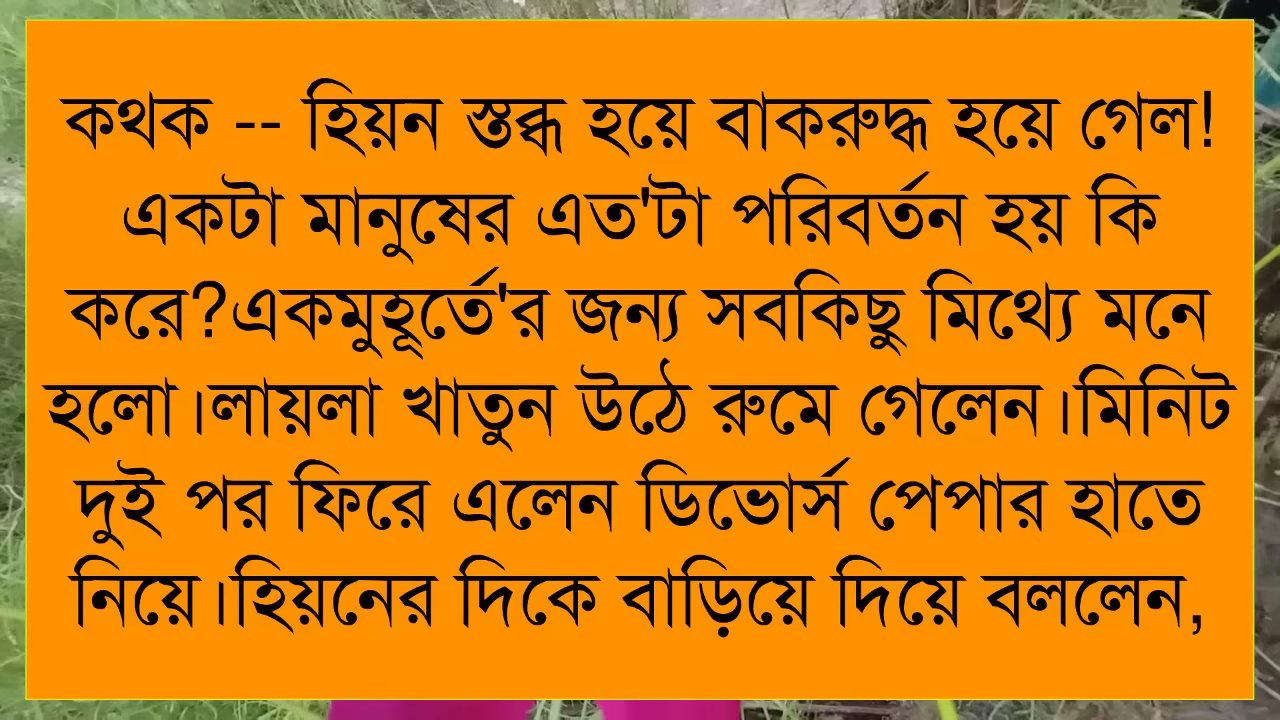 কথক -- হিয়ন স্তব্ধ হয়ে বাকরুদ্ধ হয়ে গেল!
একটা মানুষের এত'টা পরিবর্তন হয় কি
করে?একমুহূর্তে'র জন্য সবকিছু মিথ্যে মনে
হলো।লায়লা খাতুন উঠে রুমে গেলেন।মিনিট
দুই পর ফিরে এলেন ডিভোর্স পেপার হাতে
নিয়ে।হিয়নের দিকে বাড়িয়ে দিয়ে বললেন,